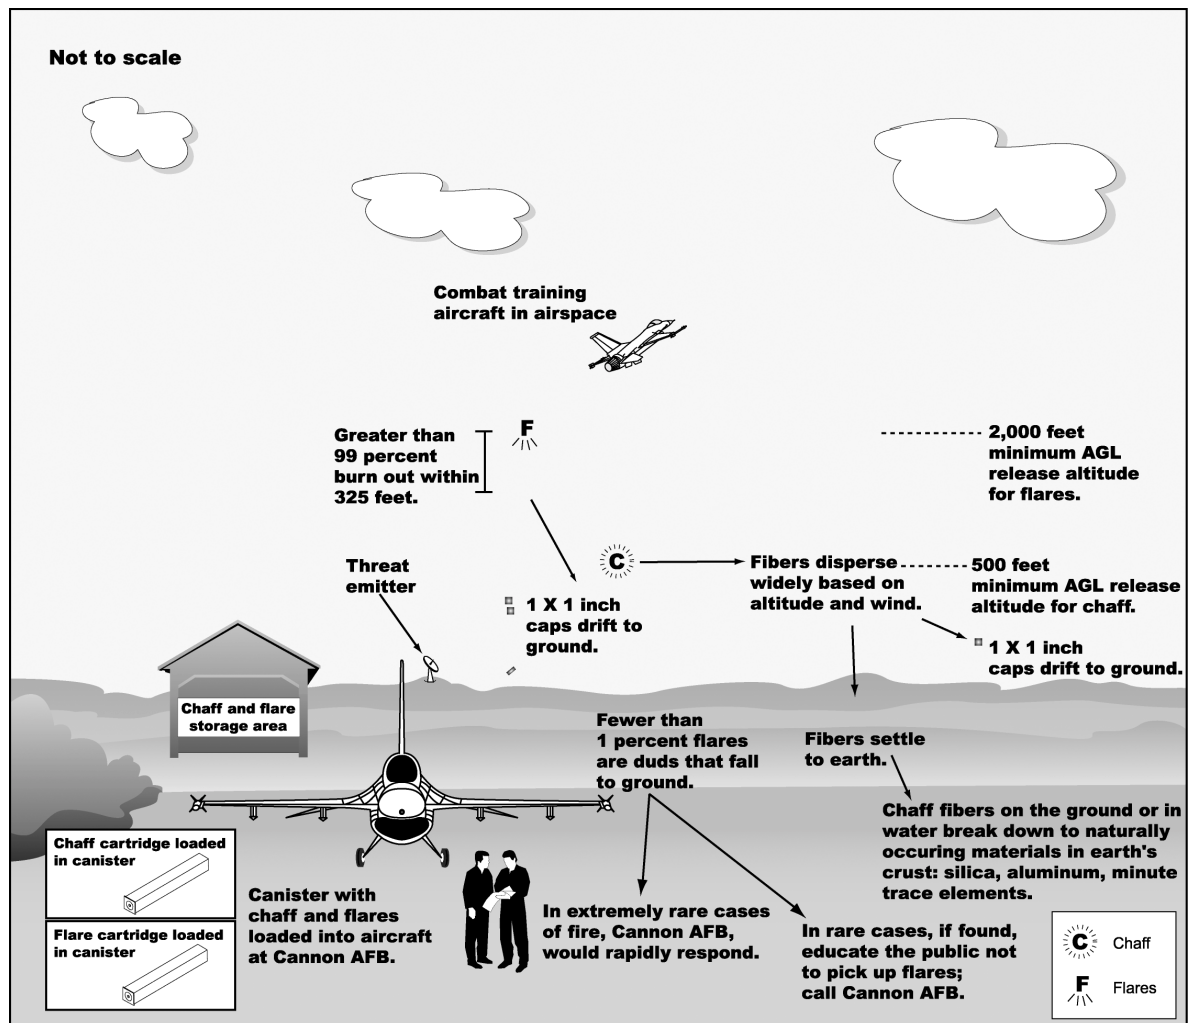 Not to scale
Combat training
aircraft in airspace
Greater than
99 percent
burn out within
325 feet.
F
2,000 feet
minimum AGL
release altitude
for flares.
Threat
emitter
C
Fibers disperse
widely based on
altitude and wind.
500 feet
minimum AGL release
altitude for chaff.
1 X 1 inch
caps drift to
ground.
1 X 1 inch
caps drift to ground.
Chaff and flare
storage area
Fewer than
1 percent flares
are duds that fall
to ground.
Fibers settle
to earth.
Chaff fibers on the ground or in
water break down to naturally
occuring materials in earth's
crust: silica, aluminum, minute
trace elements.
Chaff cartridge loaded
in canister
Flare cartridge loaded
in canister
Canister with
chaff and flares
loaded into aircraft
at Cannon AFB.
In extremely rare cases
of fire, Cannon AFB,
would rapidly respond.
In rare cases, if found,
educate the public not
to pick up flares;
call Cannon AFB.
C Chaff
F Flares